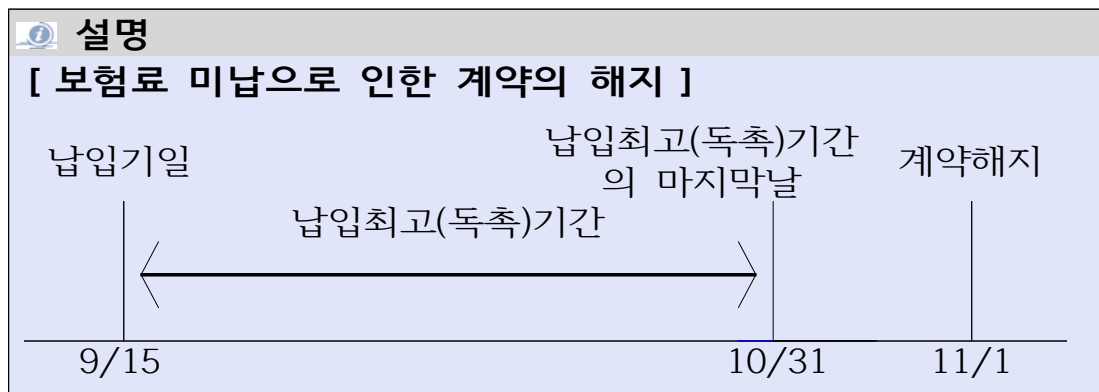 설명
[ 보험료 미납으로 인한 계약의 해지 ]
납입기일
납입최고(독촉)기간
의 마지막날
계약해지
납입최고(독촉)기간
9/15
10/31
11/1